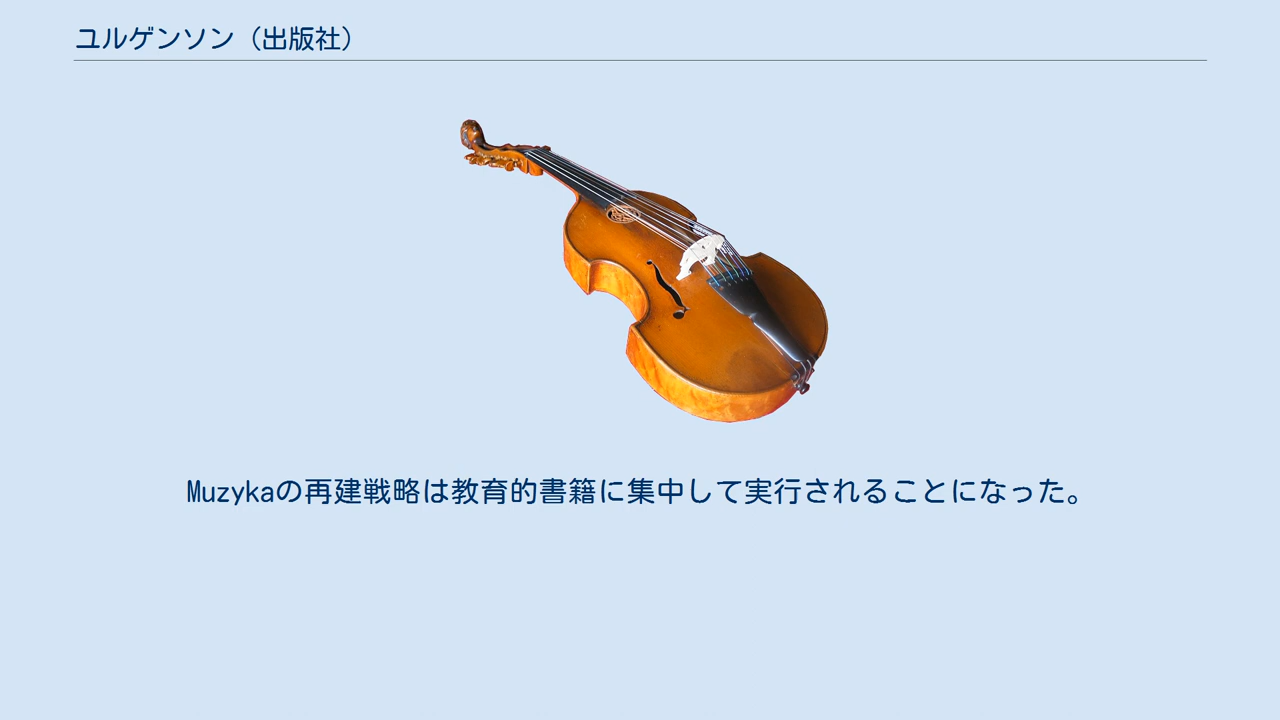 ユルゲンソン（出版社）
Muzykaの再建戦略は教育的書籍に集中して実行されることになった。